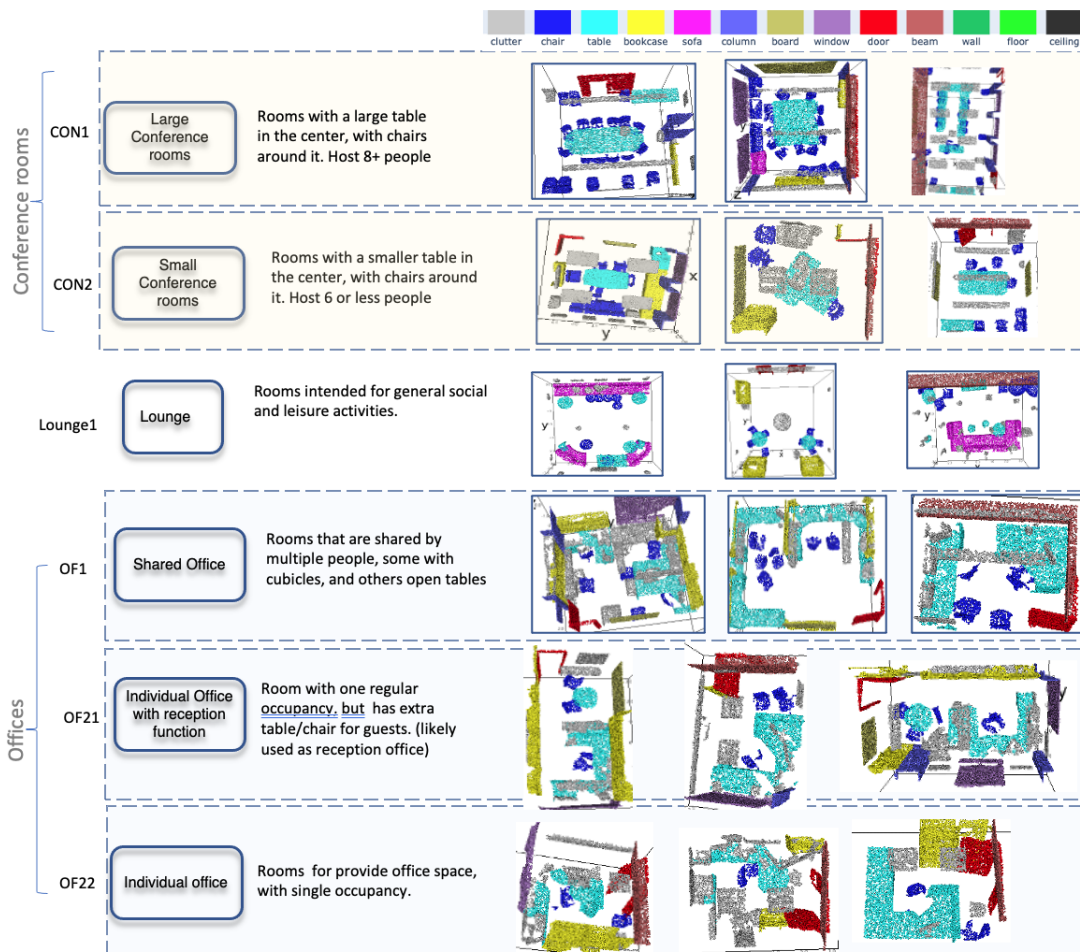 clutter chair table bookcase sofa column board window door beam wall floor ceiling
Conference rooms
CON1
Large
Conference
rooms
Rooms with a large table
in the center, with chairs
around it. Host 8+ people
z
x
CON2
Small
Conference
rooms
Rooms with a smaller table in
the center, with chairs around
it. Host 6 or less people
x
y
Lounge1
Lounge
Rooms intended for general social
and leisure activities.
y
y
y
Offices
OF1
Shared Office
Rooms that are shared by
multiple people, some with
cubicles, and others open tables
y
OF21
Individual Office
with reception
function
Room with one regular
occupancy, but has extra
table/chair for guests. (likely
used as reception office)
y
OF22
Individual office
Rooms for provide office space,
with single occupancy.